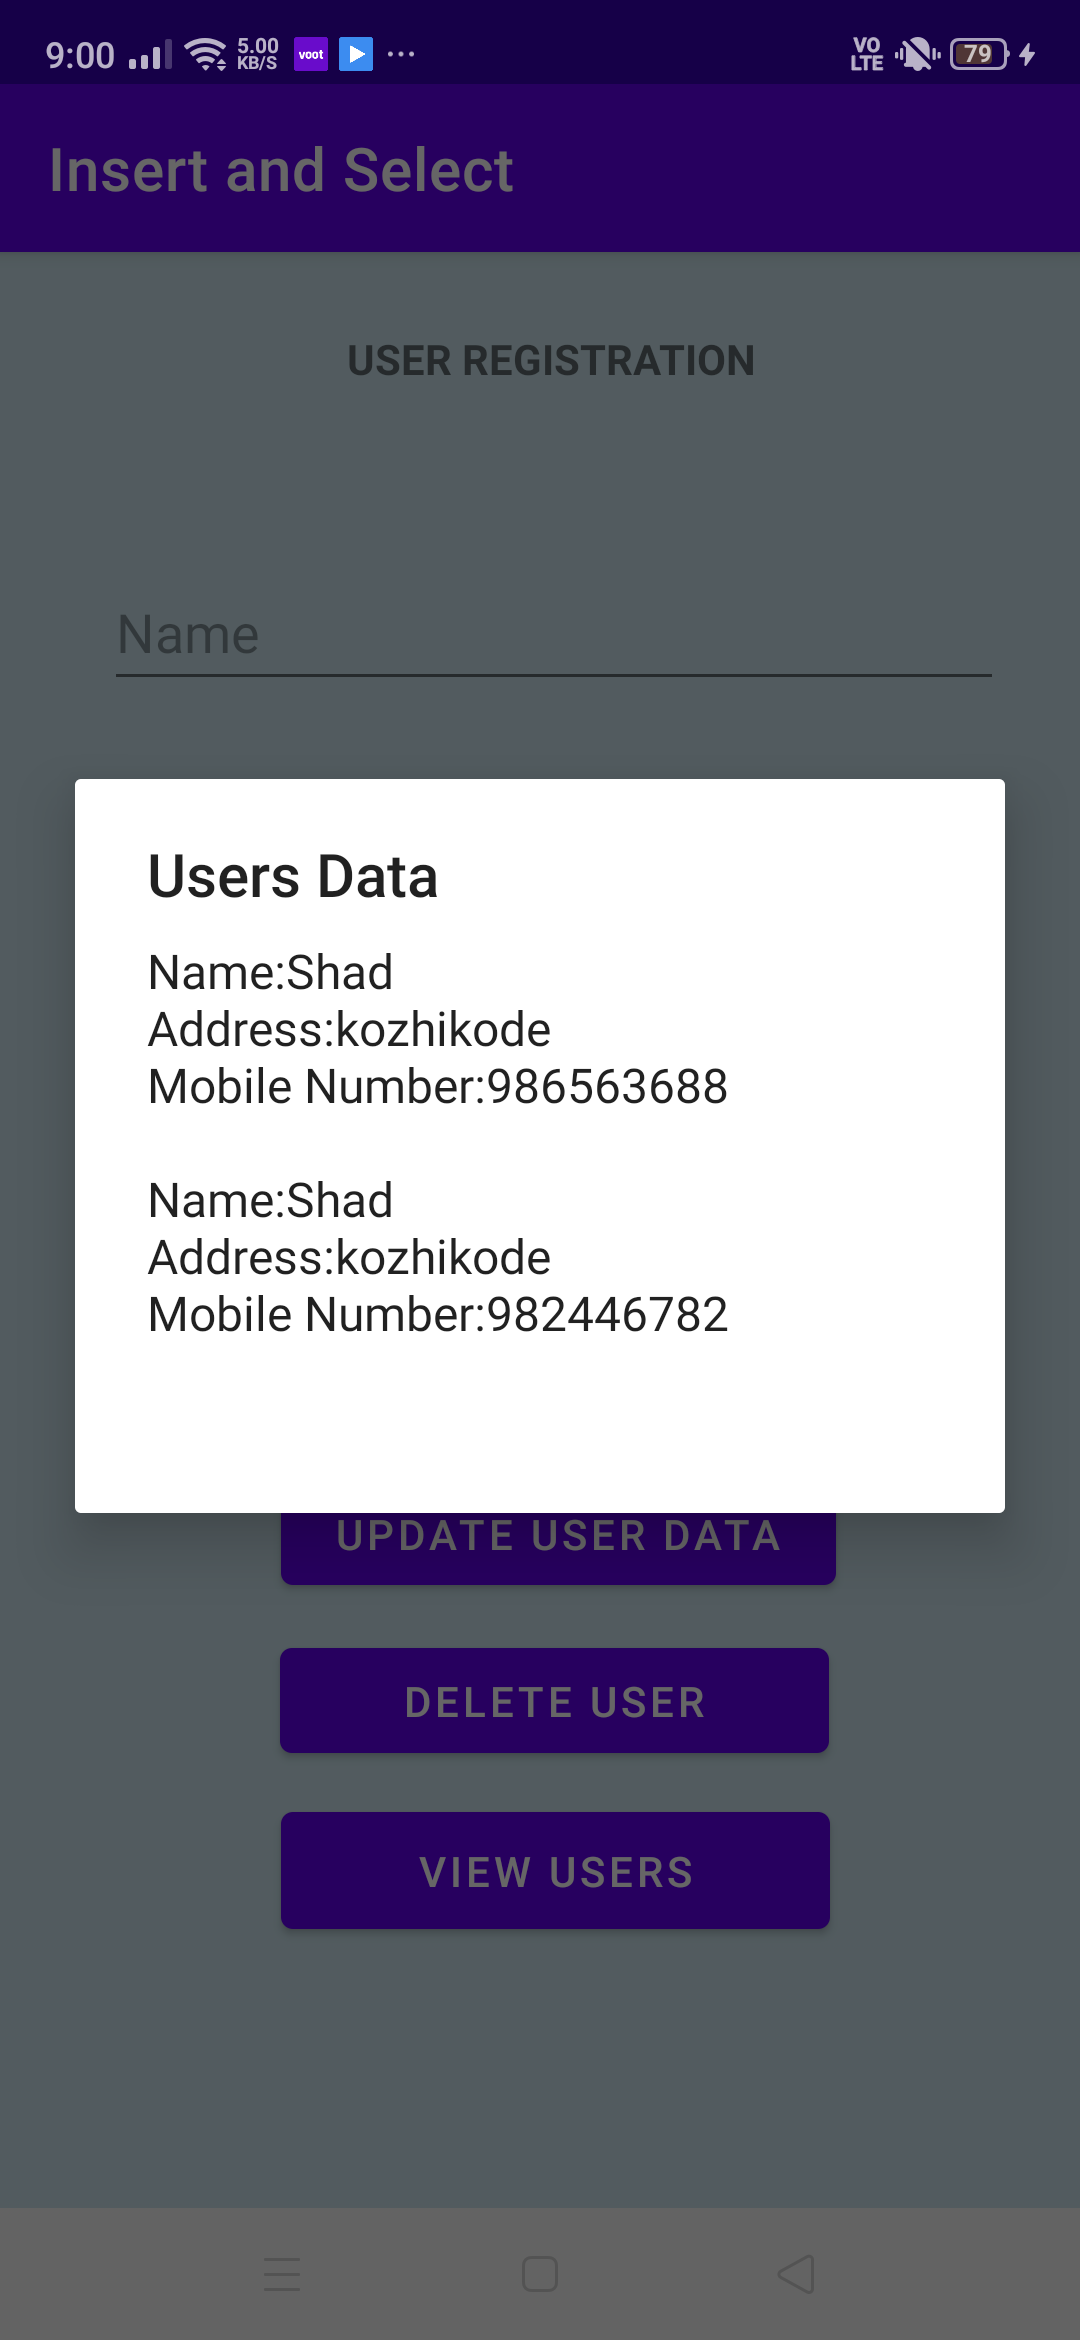 9:00 5.00 KB/S voot ... VO LTE 79
Insert and Select
USER REGISTRATION
Name
Users Data
Name:Shad
Address:kozhikode
Mobile Number:986563688
Name:Shad
Address:kozhikode
Mobile Number:982446782
UPDATE USER DATA
DELETE USER
VIEW USERS